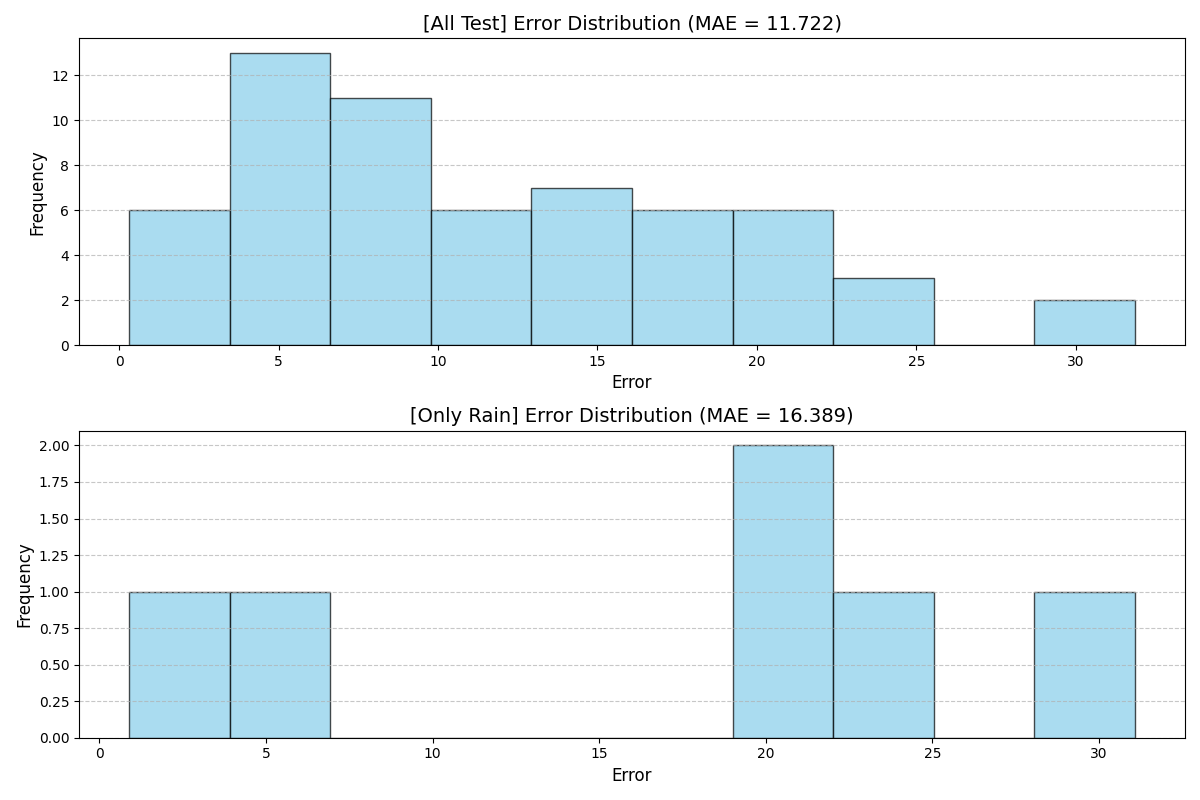 [All Test] Error Distribution (MAE = 11.722)
Frequency
12
10
8
6
4
2
0
0 5 10 15 20 25 30
Error
[Only Rain] Error Distribution (MAE = 16.389)
Frequency
2.00
1.75
1.50
1.25
1.00
0.75
0.50
0.25
0.00
0 5 10 15 20 25 30
Error